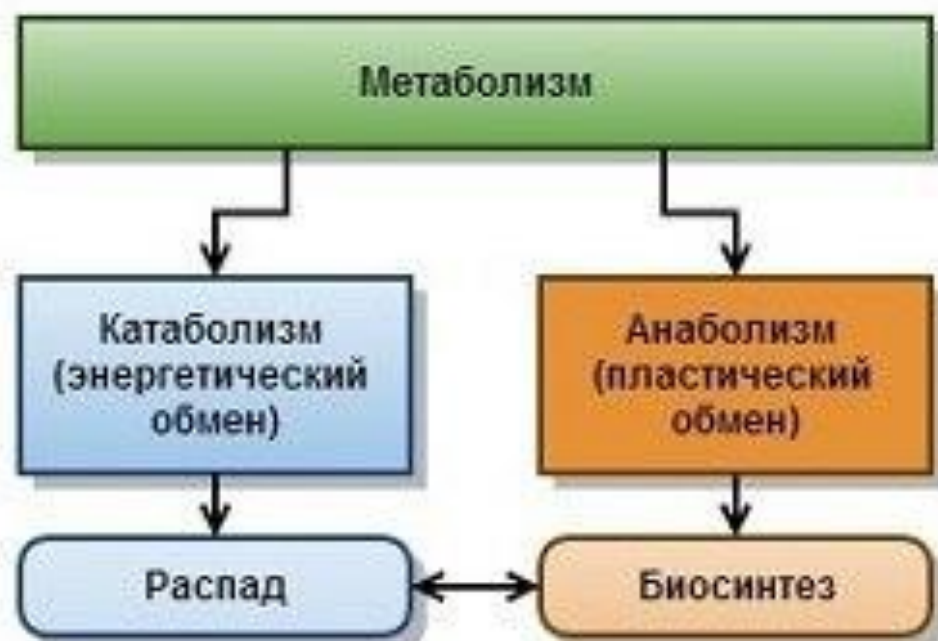 Метаболизм
Катаболизм
(энергетический
обмен)
Анаболизм
(пластический
обмен)
Распад
Биосинтез